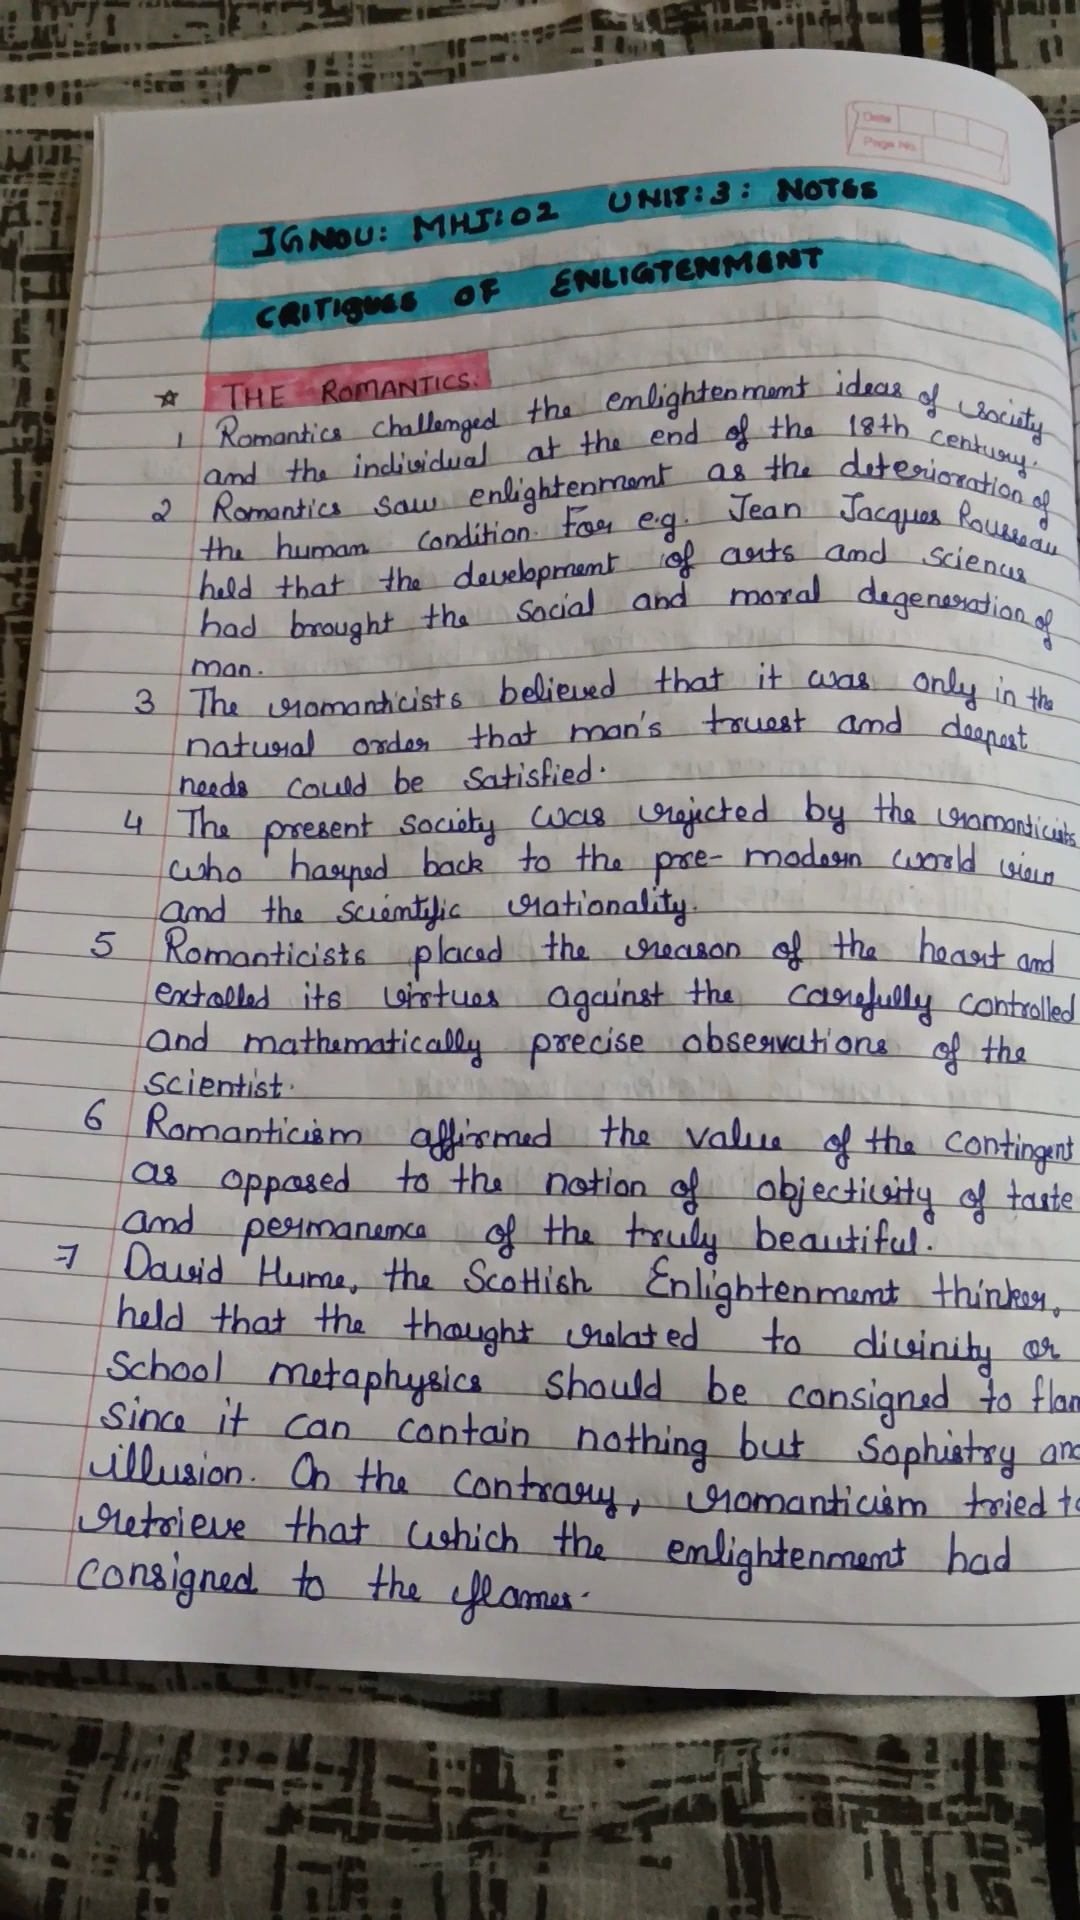 Date
Page No.
IGNOU: MHI:02 UNIT:3: NOTES
CRITIQUES OF ENLIGTENMENT
☆ THE ROMANTICS.
1 Romantics challenged the enlightenment ideas of society
and the individual at the end of the 18th century.
2 Romantics saw enlightenment as the deterioration of
the human condition. For e.g. Jean Jacques Rousseau
held that the development of arts and sciences
had brought the social and moral degeneration of
man.
3 The romanticists believed that it was only in the
natural order that man's truest and deepest
needs could be satisfied.
4 The present society was rejected by the romanticists
who harped back to the pre-modern world view
and the scientific rationality.
5 Romanticists placed the reason of the heart and
extolled its virtues against the carefully controlled
and mathematically precise observations of the
scientist.
6 Romanticism affirmed the value of the contingent
as opposed to the notion of objectivity of taste
and permanence of the truly beautiful.
7 David Hume, the Scottish Enlightenment thinker,
held that the thought related to divinity or
school metaphysics should be consigned to flam
since it can contain nothing but sophistry and
illusion. On the contrary, romanticism tried to
retrieve that which the enlightenment had
consigned to the flames.